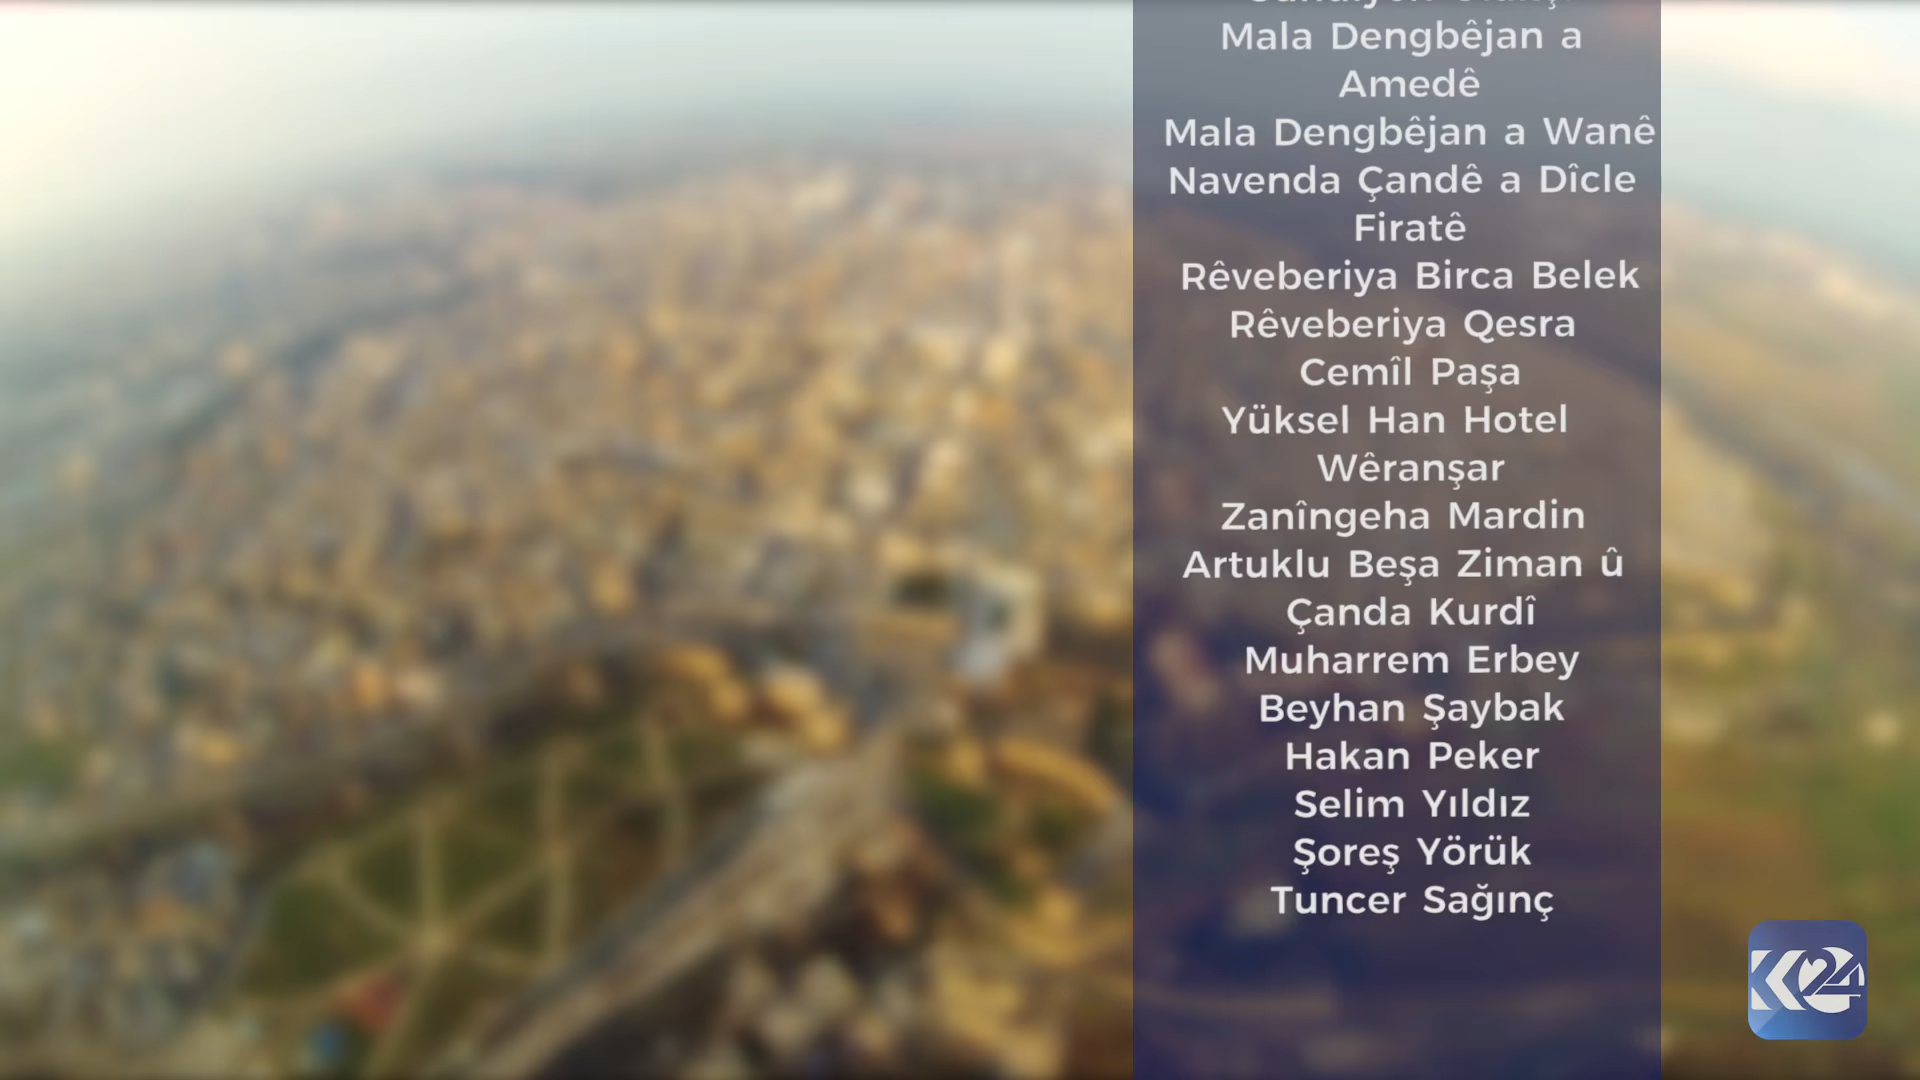 Mala Dengbêjan a
Amedê
Mala Dengbêjan a Wanê
Navenda Çandê a Dîcle
Firatê
Rêveberiya Birca Belek
Rêveberiya Qesra
Cemîl Paşa
Yüksel Han Hotel
Wêranşar
Zanîngeha Mardin
Artuklu Beşa Ziman û
Çanda Kurdî
Muharrem Erbey
Beyhan Şaybak
Hakan Peker
Selim Yıldız
Şoreş Yörük
Tuncer Sağınç
K24